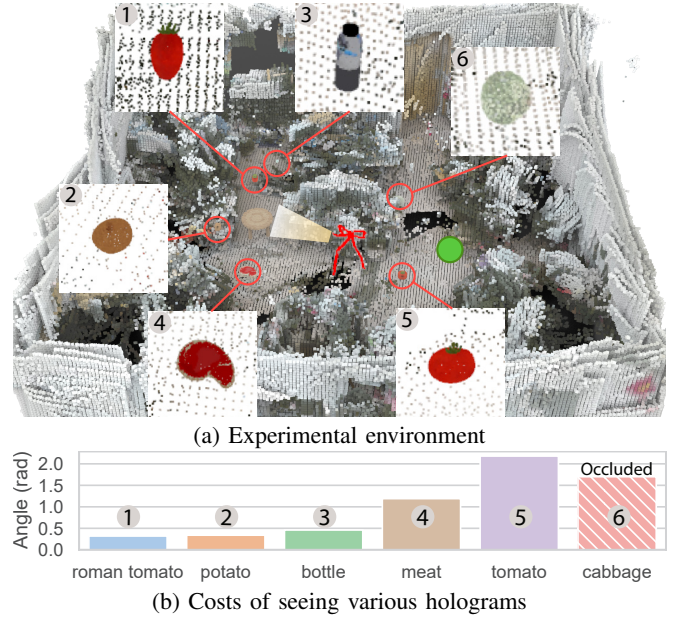 1
3
6
2
4
5
(a) Experimental environment
Angle (rad)
2.0
1.5
1.0
0.5
0.0
Occluded
1
2
3
4
5
6
roman tomato
potato
bottle
meat
tomato
cabbage
(b) Costs of seeing various holograms